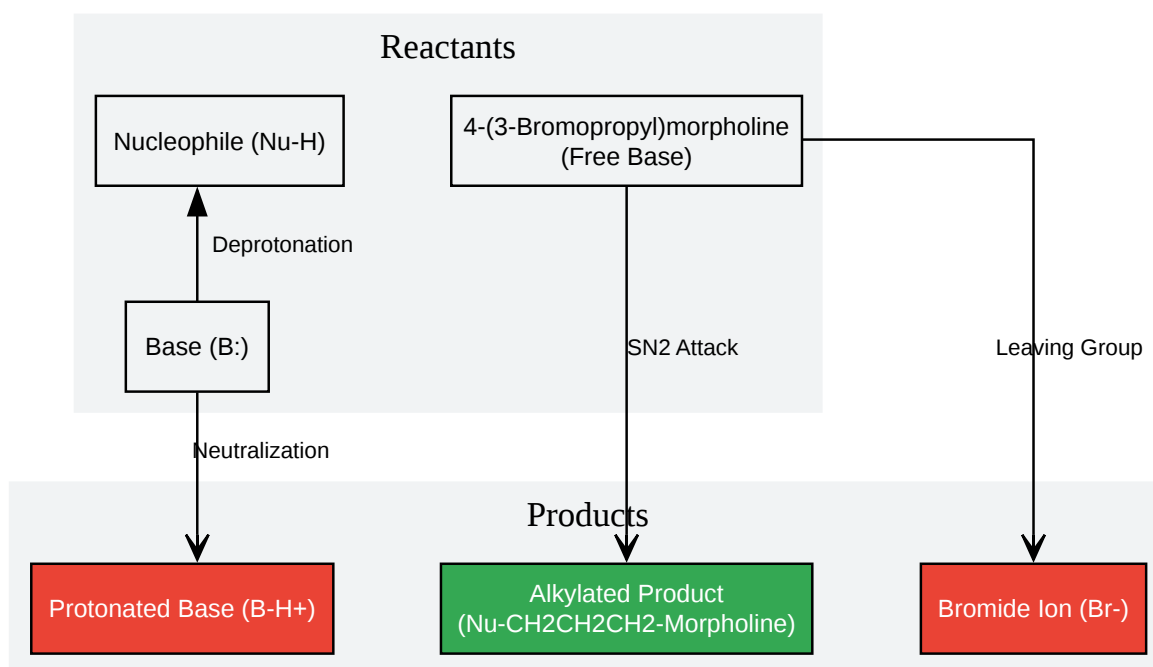 Reactants
Nucleophile (Nu-H)
4-(3-Bromopropyl)morpholine
(Free Base)
Deprotonation
Base (B:)
SN2 Attack
Leaving Group
Neutralization
Products
Protonated Base (B-H+)
Alkylated Product
(Nu-CH2CH2CH2-Morpholine)
Bromide Ion (Br-)